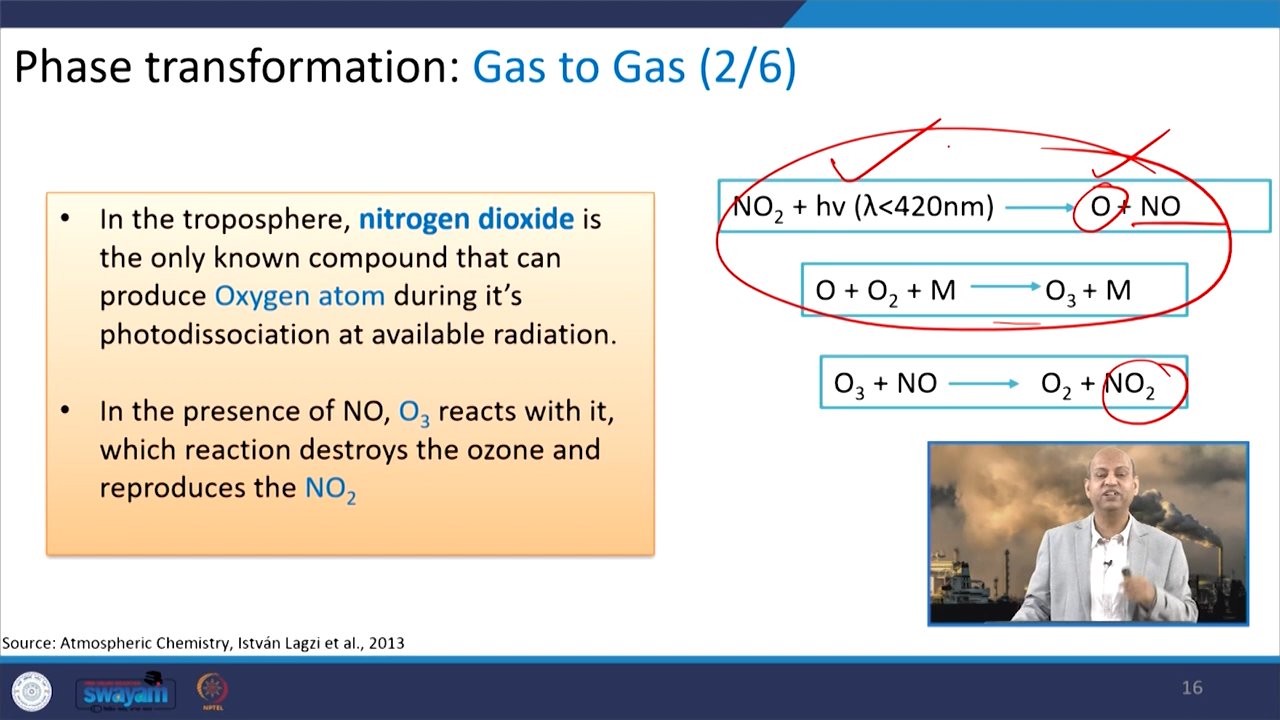 Phase transformation: Gas to Gas (2/6)
• In the troposphere, nitrogen dioxide is
the only known compound that can
produce Oxygen atom during it’s
photodissociation at available radiation.
• In the presence of NO, O₃ reacts with it,
which reaction destroys the ozone and
reproduces the NO₂
NO₂ + hv (λ<420nm) → O + NO
O + O₂ + M → O₃ + M
O₃ + NO → O₂ + NO₂
Source: Atmospheric Chemistry, István Lagzi et al., 2013
swayam
NPTEL
16